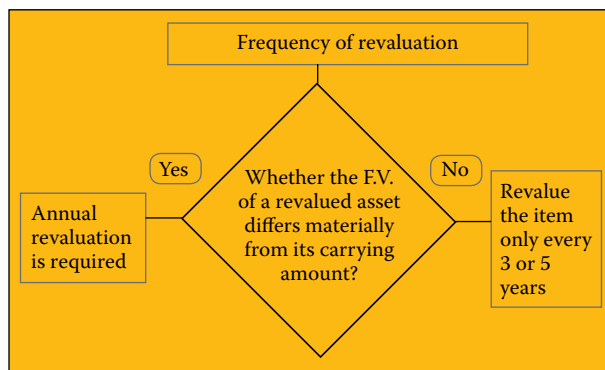 Frequency of revaluation
Yes
No
Whether the F.V.
of a revalued asset
differs materially
from its carrying
amount?
Annual
revaluation
is required
Revalue
the item
only every
3 or 5
years